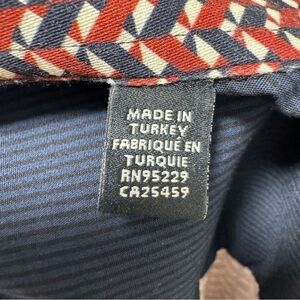 MADE IN
TURKEY
FABRIQUÉ EN
TURQUIE
RN95229
CA25459